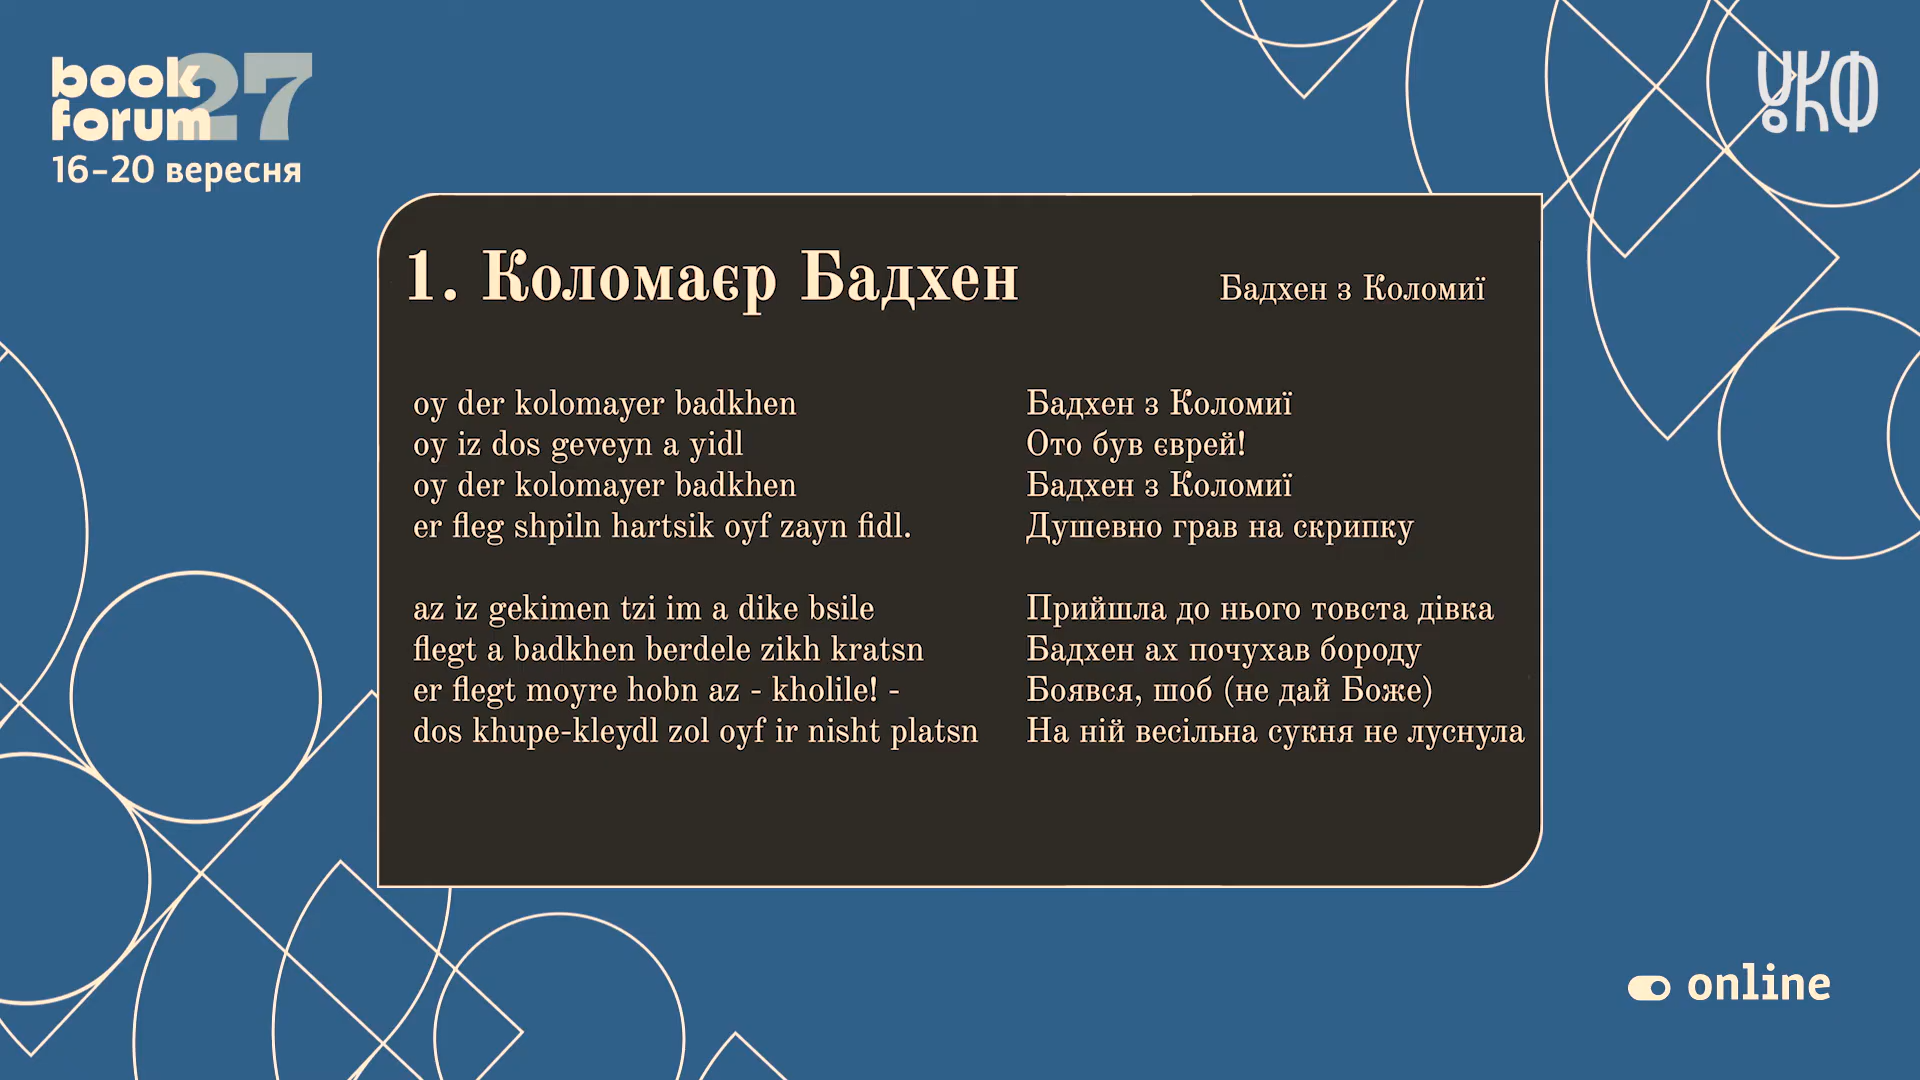 book 27
forum
16-20 вересня
УКФ
1. Коломаєр Бадхен
Бадхен з Коломиї
oy der kolomayer badkhen
oy iz dos geveyn a yidl
oy der kolomayer badkhen
er fleg shpiln hartsik oyf zayn fidl.
az iz gekimen tzi im a dike bsile
flegt a badkhen berdele zikh kratsn
er flegt moyre hobn az - kholile! -
dos khupe-kleydl zol oyf ir nisht platsn
Бадхен з Коломиї
Ото був єврей!
Бадхен з Коломиї
Душевно грав на скрипку
Прийшла до нього товста дівка
Бадхен ах почухав бороду
Боявся, шоб (не дай Боже)
На ній весільна сукня не луснула
online